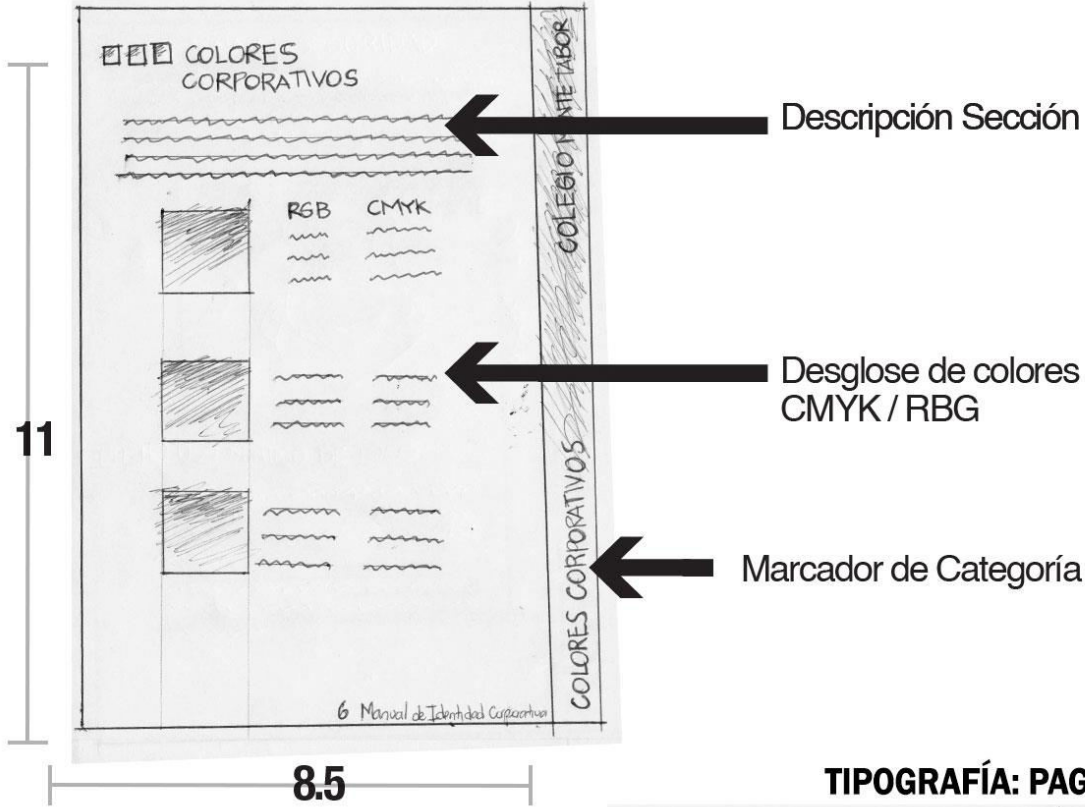 COLORES
CORPORATIVOS
RGB CMYK
6 Manual de Identidad Corporativa
COLEGIO MONTE TABOR
COLORES CORPORATIVOS
Descripción Sección
Desglose de colores
CMYK / RBG
Marcador de Categoría
11
8.5
TIPOGRAFÍA: PAG